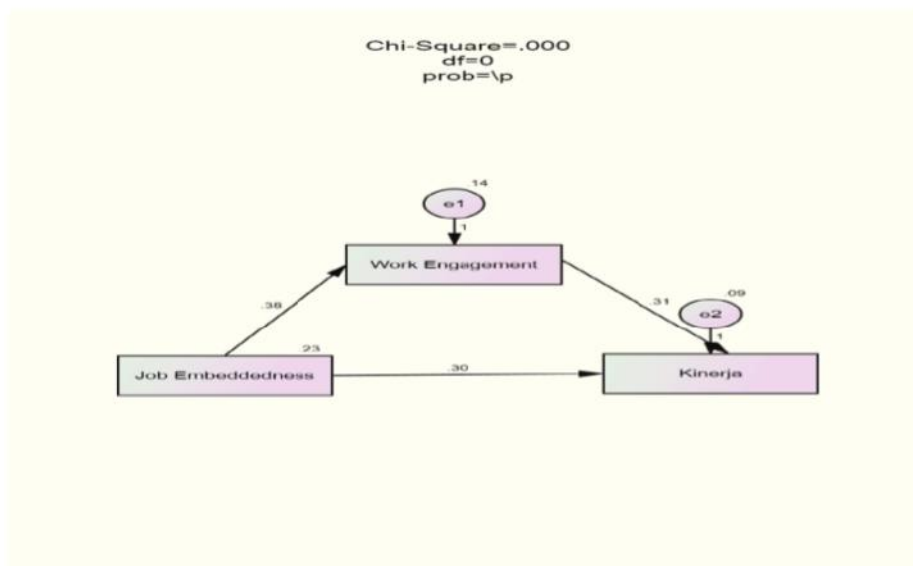 Chi-Square=.000
df=0
prob=\p
.14
e1
1
Work Engagement
.38
.31
.09
e2
1
.23
Job Embeddedness
.30
Kinerja